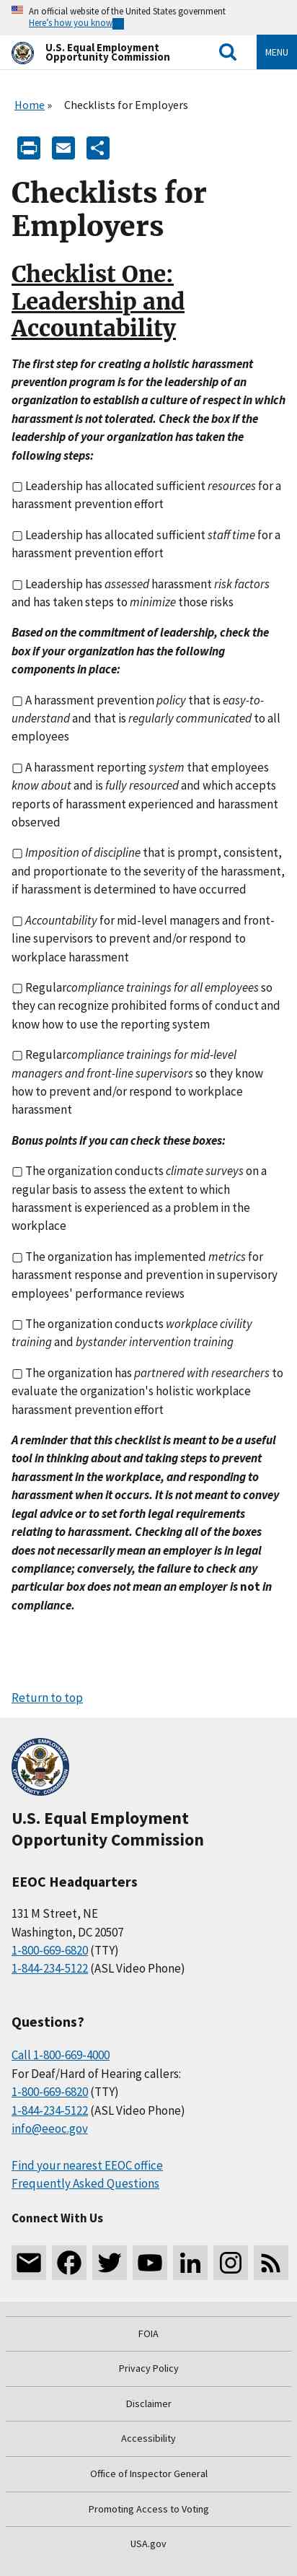 An official website of the United States government
Here's how you know
U.S. Equal Employment
Opportunity Commission
MENU
Home » Checklists for Employers
Checklists for
Employers
Checklist One:
Leadership and
Accountability
The first step for creating a holistic harassment
prevention program is for the leadership of an
organization to establish a culture of respect in which
harassment is not tolerated. Check the box if the
leadership of your organization has taken the
following steps:
▢ Leadership has allocated sufficient resources for a
harassment prevention effort
▢ Leadership has allocated sufficient staff time for a
harassment prevention effort
▢ Leadership has assessed harassment risk factors
and has taken steps to minimize those risks
Based on the commitment of leadership, check the
box if your organization has the following
components in place:
▢ A harassment prevention policy that is easy-to-
understand and that is regularly communicated to all
employees
▢ A harassment reporting system that employees
know about and is fully resourced and which accepts
reports of harassment experienced and harassment
observed
▢ Imposition of discipline that is prompt, consistent,
and proportionate to the severity of the harassment,
if harassment is determined to have occurred
▢ Accountability for mid-level managers and front-
line supervisors to prevent and/or respond to
workplace harassment
▢ Regularcompliance trainings for all employees so
they can recognize prohibited forms of conduct and
know how to use the reporting system
▢ Regularcompliance trainings for mid-level
managers and front-line supervisors so they know
how to prevent and/or respond to workplace
harassment
Bonus points if you can check these boxes:
▢ The organization conducts climate surveys on a
regular basis to assess the extent to which
harassment is experienced as a problem in the
workplace
▢ The organization has implemented metrics for
harassment response and prevention in supervisory
employees' performance reviews
▢ The organization conducts workplace civility
training and bystander intervention training
▢ The organization has partnered with researchers to
evaluate the organization's holistic workplace
harassment prevention effort
A reminder that this checklist is meant to be a useful
tool in thinking about and taking steps to prevent
harassment in the workplace, and responding to
harassment when it occurs. It is not meant to convey
legal advice or to set forth legal requirements
relating to harassment. Checking all of the boxes
does not necessarily mean an employer is in legal
compliance; conversely, the failure to check any
particular box does not mean an employer is not in
compliance.
Return to top
U.S. Equal Employment
Opportunity Commission
EEOC Headquarters
131 M Street, NE
Washington, DC 20507
1-800-669-6820 (TTY)
1-844-234-5122 (ASL Video Phone)
Questions?
Call 1-800-669-4000
For Deaf/Hard of Hearing callers:
1-800-669-6820 (TTY)
1-844-234-5122 (ASL Video Phone)
info@eeoc.gov
Find your nearest EEOC office
Frequently Asked Questions
Connect With Us
FOIA
Privacy Policy
Disclaimer
Accessibility
Office of Inspector General
Promoting Access to Voting
USA.gov